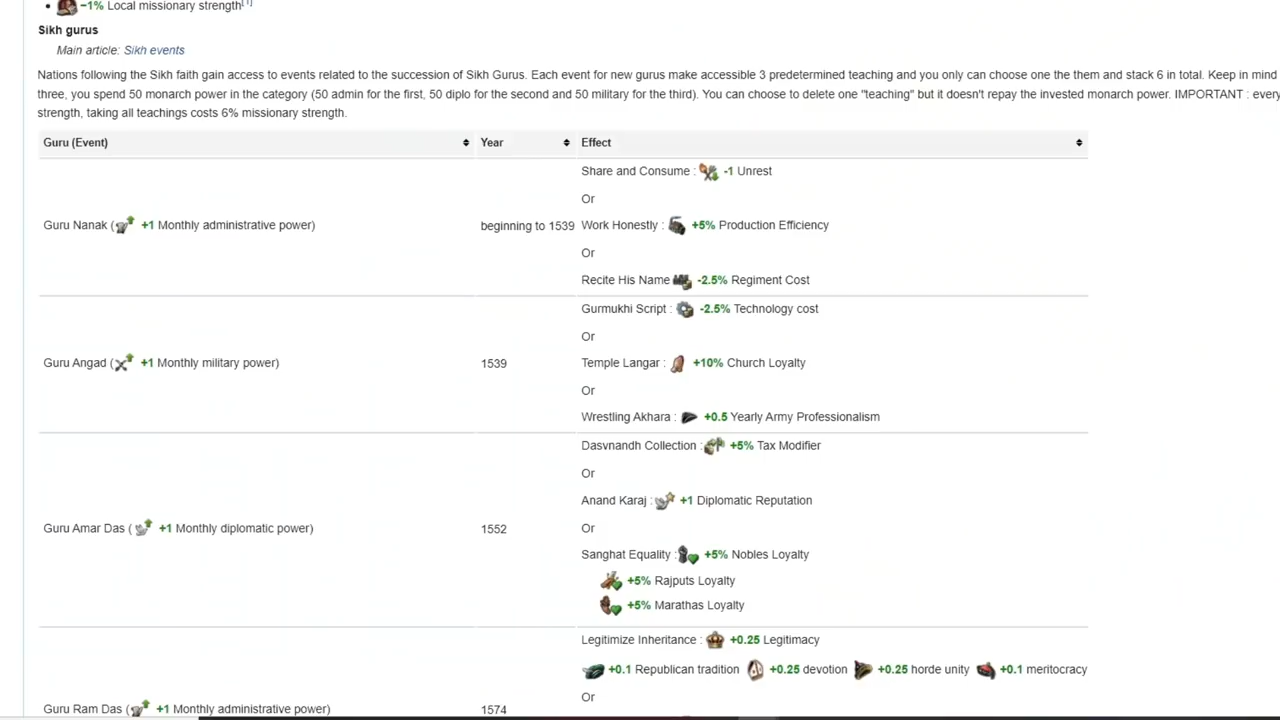 −1% Local missionary strength[1]
Sikh gurus
Main article: Sikh events
Nations following the Sikh faith gain access to events related to the succession of Sikh Gurus. Each event for new gurus make accessible 3 predetermined teaching and you only can choose one the them and stack 6 in total. Keep in mind
three, you spend 50 monarch power in the category (50 admin for the first, 50 diplo for the second and 50 military for the third). You can choose to delete one "teaching" but it doesn't repay the invested monarch power. IMPORTANT : every
strength, taking all teachings costs 6% missionary strength.
Guru (Event) Year Effect
Share and Consume : -1 Unrest
Or
Guru Nanak ( +1 Monthly administrative power) beginning to 1539 Work Honestly : +5% Production Efficiency
Or
Recite His Name -2.5% Regiment Cost
Gurmukhi Script : -2.5% Technology cost
Or
Guru Angad ( +1 Monthly military power) 1539 Temple Langar : +10% Church Loyalty
Or
Wrestling Akhara : +0.5 Yearly Army Professionalism
Dasvnandh Collection : +5% Tax Modifier
Or
Anand Karaj : +1 Diplomatic Reputation
Guru Amar Das ( +1 Monthly diplomatic power) 1552 Or
Sanghat Equality : +5% Nobles Loyalty
+5% Rajputs Loyalty
+5% Marathas Loyalty
Legitimize Inheritance : +0.25 Legitimacy
+0.1 Republican tradition +0.25 devotion +0.25 horde unity +0.1 meritocracy
Or
Guru Ram Das ( +1 Monthly administrative power) 1574